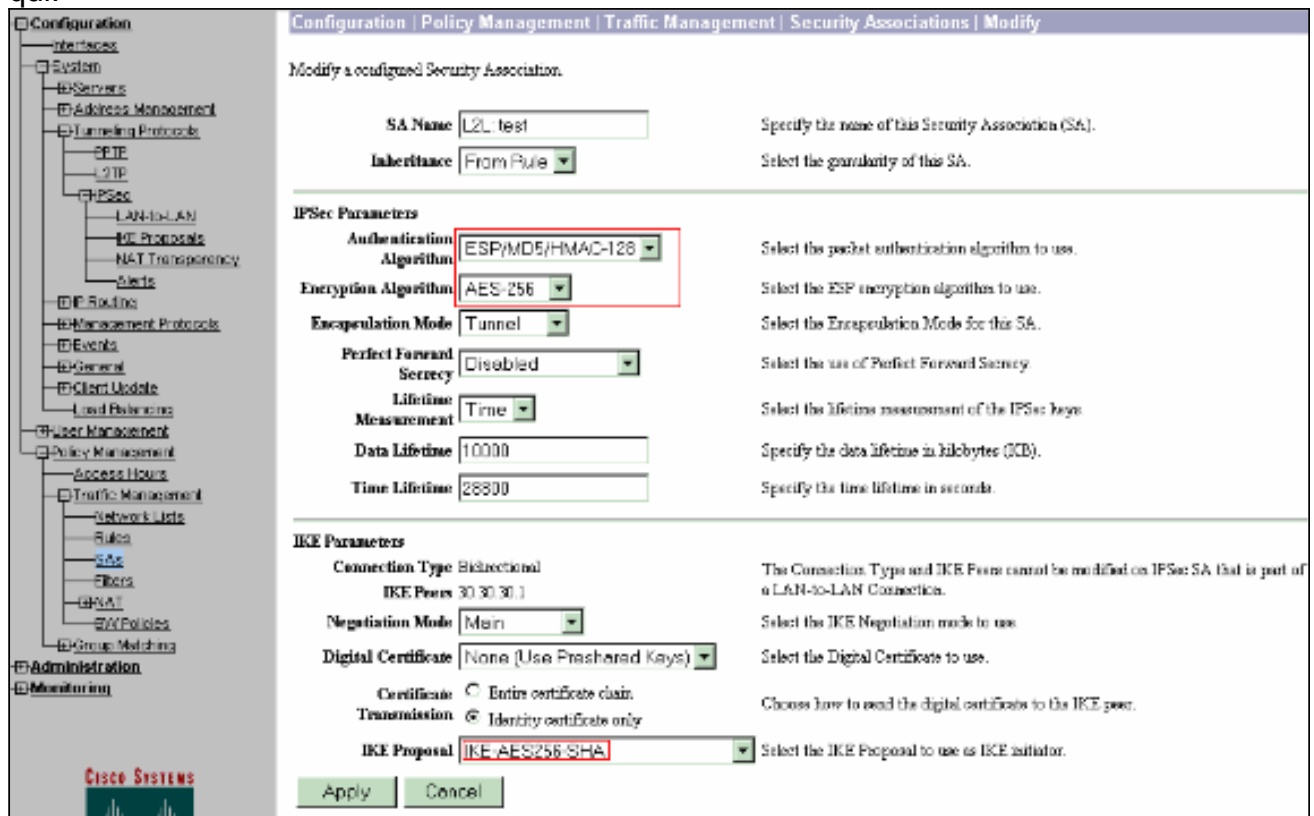 Configuration
Interfaces
System
Servers
Address Management
Tunneling Protocols
PPTP
L2TP
IPSec
LAN-to-LAN
IKE Proposals
NAT Transparency
Alerts
IP Routing
Management Protocols
Events
General
Client Update
Load Balancing
User Management
Policy Management
Access Hours
Traffic Management
Network Lists
Rules
SAs
Filters
NAT
BW Policies
Group Matching
Administration
Monitoring
CISCO SYSTEMS
Configuration | Policy Management | Traffic Management | Security Associations | Modify
Modify a configured Security Association.
SA Name L2L: test Specify the name of this Security Association (SA).
Inheritance From Rule Select the granularity of this SA.
IPSec Parameters
Authentication Algorithm ESP/MD5/HMAC-128 Select the packet authentication algorithm to use.
Encryption Algorithm AES-256 Select the ESP encryption algorithm to use.
Encapsulation Mode Tunnel Select the Encapsulation Mode for this SA.
Perfect Forward Secrecy Disabled Select the use of Perfect Forward Secrecy.
Lifetime Measurement Time Select the lifetime measurement of the IPSec keys.
Data Lifetime 10000 Specify the data lifetime in kilobytes (KB).
Time Lifetime 28800 Specify the time lifetime in seconds.
IKE Parameters
Connection Type Bidirectional The Connection Type and IKE Peers cannot be modified on IPSec SA that is part of
IKE Peers 30.30.30.1 a LAN-to-LAN Connection.
Negotiation Mode Main Select the IKE Negotiation mode to use.
Digital Certificate None (Use Preshared Keys) Select the Digital Certificate to use.
Certificate Transmission Entire certificate chain
Identity certificate only Choose how to send the digital certificate to the IKE peer.
IKE Proposal IKE-AES256-SHA Select the IKE Proposal to use as IKE initiator.
Apply Cancel